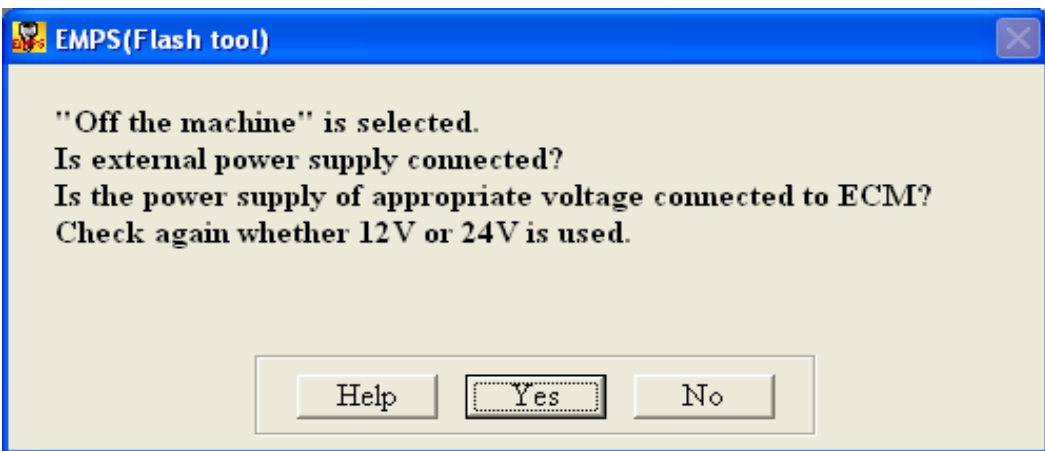 EMPS(Flash tool)
"Off the machine" is selected.
Is external power supply connected?
Is the power supply of appropriate voltage connected to ECM?
Check again whether 12V or 24V is used.
Help Yes No